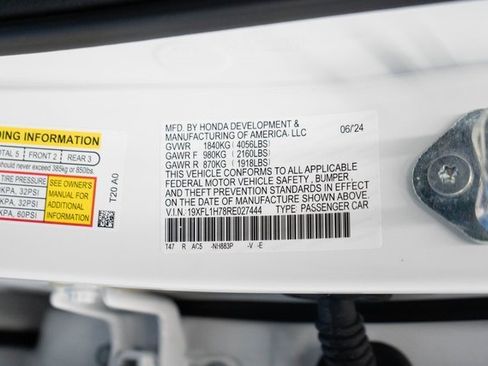 DING INFORMATION
OTAL 5 FRONT 2 REAR 3
should never exceed 385kg or 850lbs.
TIRE PRESSURE
KPA, 32PSI
KPA, 32PSI
KPA, 60PSI
SEE OWNER'S
MANUAL FOR
ADDITIONAL
INFORMATION
T20 A0
MFD. BY HONDA DEVELOPMENT &
MANUFACTURING OF AMERICA, LLC 06/24
GVWR 1840KG (4056LBS)
GAWR F 980KG (2160LBS)
GAWR R 870KG (1918LBS)
THIS VEHICLE CONFORMS TO ALL APPLICABLE
FEDERAL MOTOR VEHICLE SAFETY, BUMPER,
AND THEFT PREVENTION STANDARDS IN EFFECT
ON THE DATE OF MANUFACTURE SHOWN ABOVE.
V.I.N.:19XFL1H78RE027444 TYPE: PASSENGER CAR
T47 R AC5 -NH883P -V -E